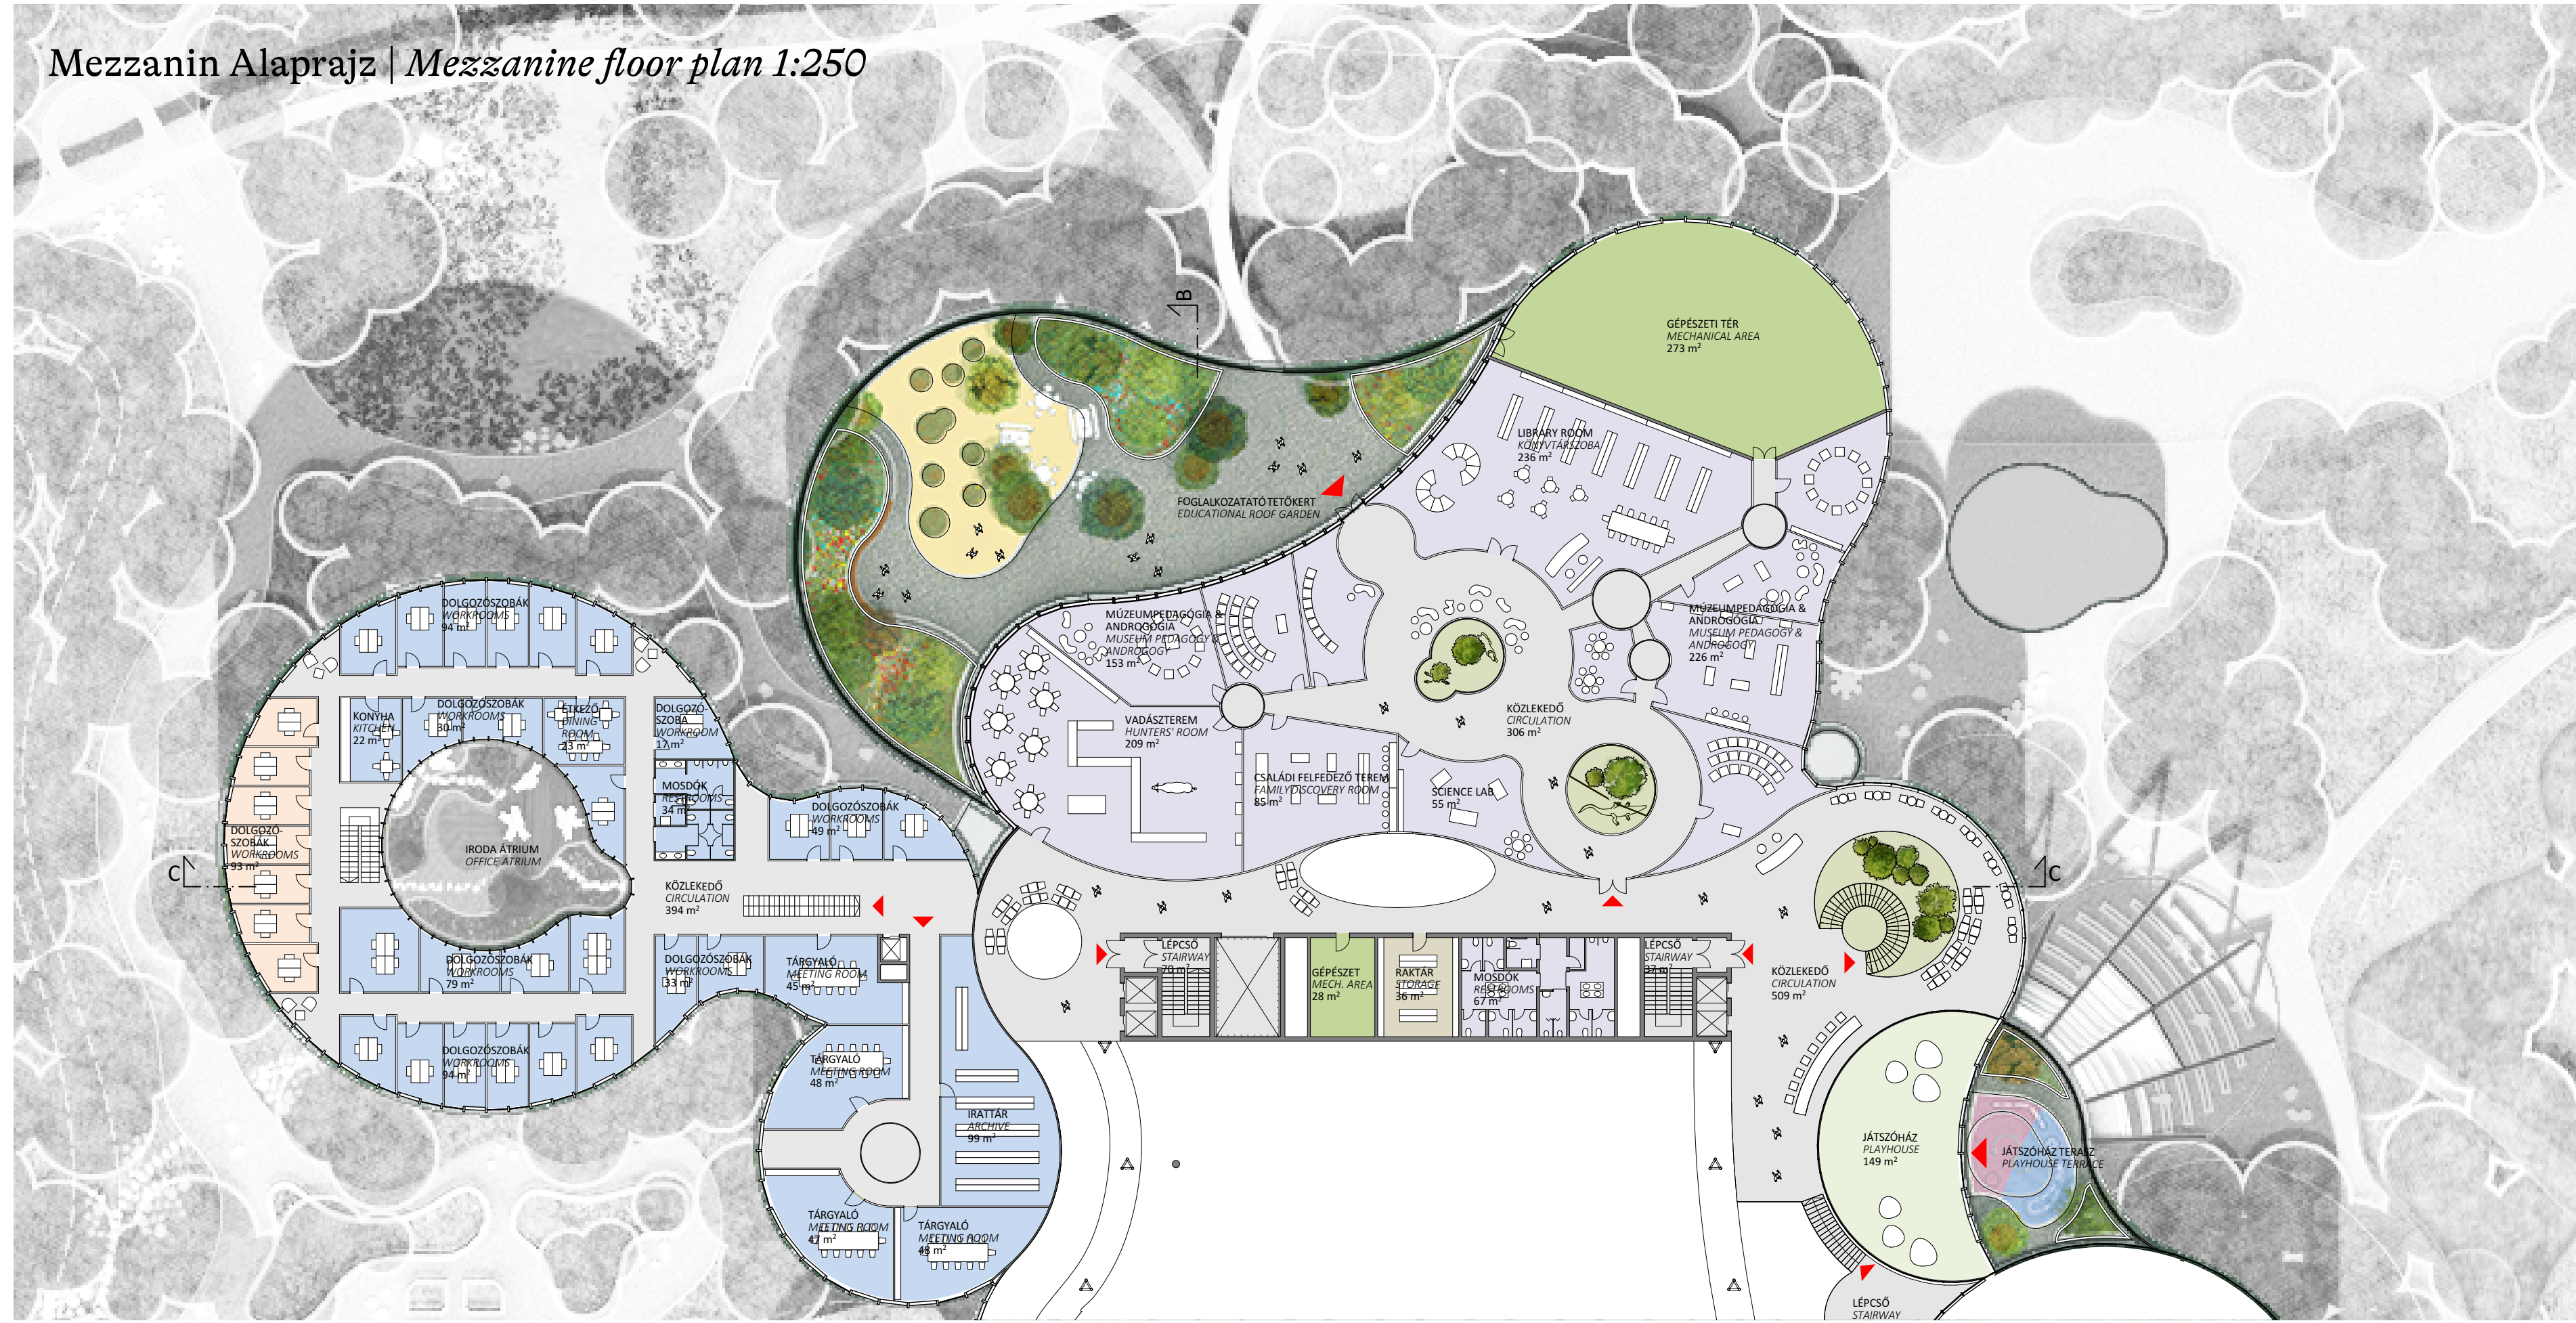 Mezzanin Alaprajz | Mezzanine floor plan 1:250
B
GÉPÉSZETI TÉR
MECHANICAL AREA
273 m²
LIBRARY ROOM
KÖNYVTÁRSZOBA
236 m²
FOGLALKOZTATÓ TETŐKERT
EDUCATIONAL ROOF GARDEN
DOLGOZÓSZOBÁK
WORKROOMS
94 m²
MÚZEUMPEDAGÓGIA &
ANDROGÓGIA
MUSEUM PEDAGOGY &
ANDROGOGY
153 m²
MÚZEUMPEDAGÓGIA &
ANDROGÓGIA
MUSEUM PEDAGOGY &
ANDROGOGY
226 m²
KONYHA
KITCHEN
22 m²
DOLGOZÓSZOBÁK
WORKROOMS
30 m²
ÉTKEZŐ
DINING
ROOM
23 m²
DOLGOZÓ-
SZOBA
WORKROOM
17 m²
VADÁSZTEREM
HUNTERS' ROOM
209 m²
KÖZLEKEDŐ
CIRCULATION
306 m²
CSALÁDI FELFEDEZŐ TEREM
FAMILY DISCOVERY ROOM
85 m²
SCIENCE LAB
55 m²
MOSDÓK
RESTROOMS
34 m²
DOLGOZÓSZOBÁK
WORKROOMS
49 m²
DOLGOZÓ-
SZOBÁK
WORKROOMS
93 m²
IRODA ÁTRIUM
OFFICE ÁTRIUM
C
C
KÖZLEKEDŐ
CIRCULATION
394 m²
DOLGOZÓSZOBÁK
WORKROOMS
79 m²
DOLGOZÓSZOBÁK
WORKROOMS
33 m²
TÁRGYALÓ
MEETING ROOM
45 m²
LÉPCSŐ
STAIRWAY
70 m²
GÉPÉSZET
MECH. AREA
28 m²
RAKTÁR
STORAGE
36 m²
MOSDÓK
RESTROOMS
67 m²
LÉPCSŐ
STAIRWAY
37 m²
KÖZLEKEDŐ
CIRCULATION
509 m²
DOLGOZÓSZOBÁK
WORKROOMS
94 m²
TÁRGYALÓ
MEETING ROOM
48 m²
IRATTÁR
ARCHIVE
99 m²
JÁTSZÓHÁZ
PLAYHOUSE
149 m²
JÁTSZÓHÁZ TERASZ
PLAYHOUSE TERRACE
TÁRGYALÓ
MEETING ROOM
47 m²
TÁRGYALÓ
MEETING ROOM
48 m²
LÉPCSŐ
STAIRWAY